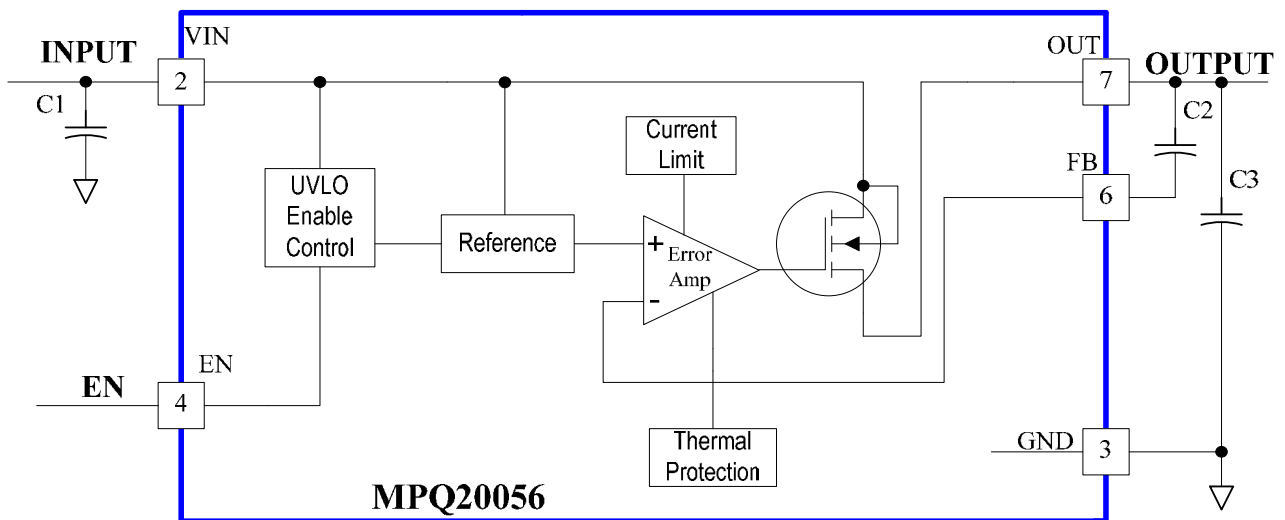 VIN
INPUT
OUT
OUTPUT
2
7
C1
C2
Current
Limit
FB
6
C3
UVLO
Enable
Control
Reference
+
Error
Amp
-
EN
EN
4
Thermal
Protection
GND
3
MPQ20056